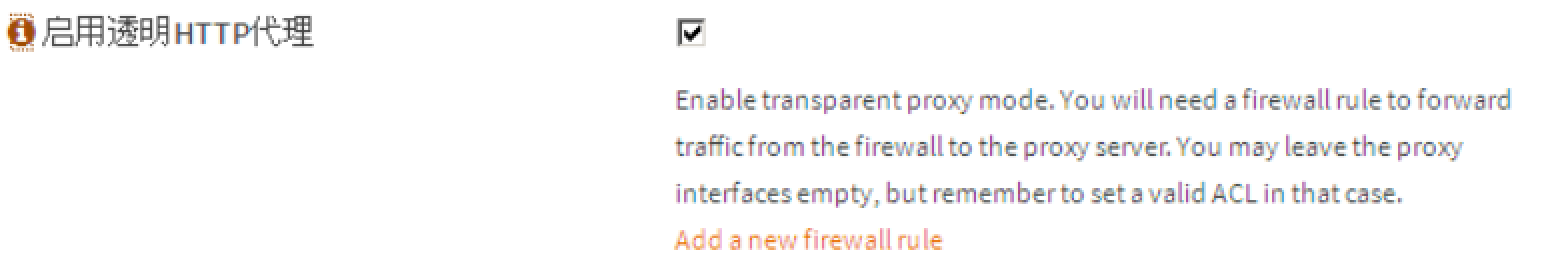 启用透明HTTP代理
Enable transparent proxy mode. You will need a firewall rule to forward
traffic from the firewall to the proxy server. You may leave the proxy
interfaces empty, but remember to set a valid ACL in that case.
Add a new firewall rule